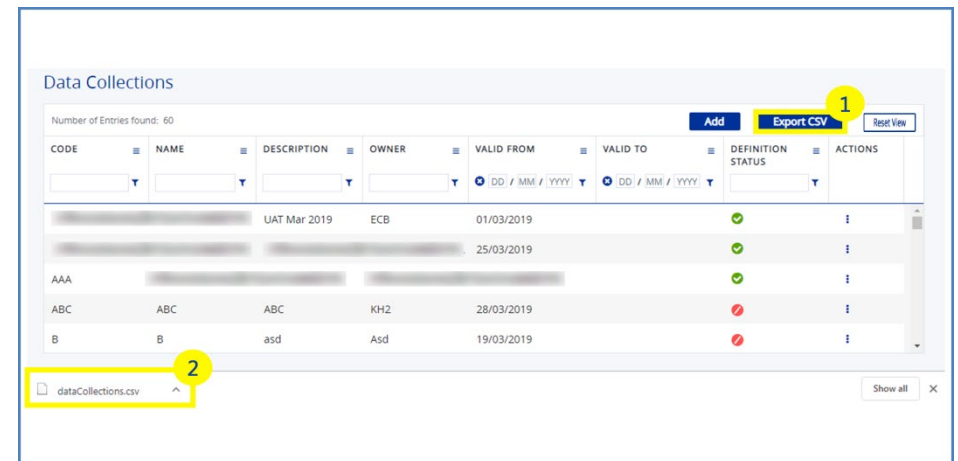 Data Collections
Number of Entries found: 60
Add
Export CSV
1
Reset View
CODE NAME DESCRIPTION OWNER VALID FROM VALID TO DEFINITION STATUS ACTIONS
DD / MM / YYYY DD / MM / YYYY
UAT Mar 2019 ECB 01/03/2019
25/03/2019
AAA
ABC ABC ABC KH2 28/03/2019
B B asd Asd 19/03/2019
2
dataCollections.csv
Show all